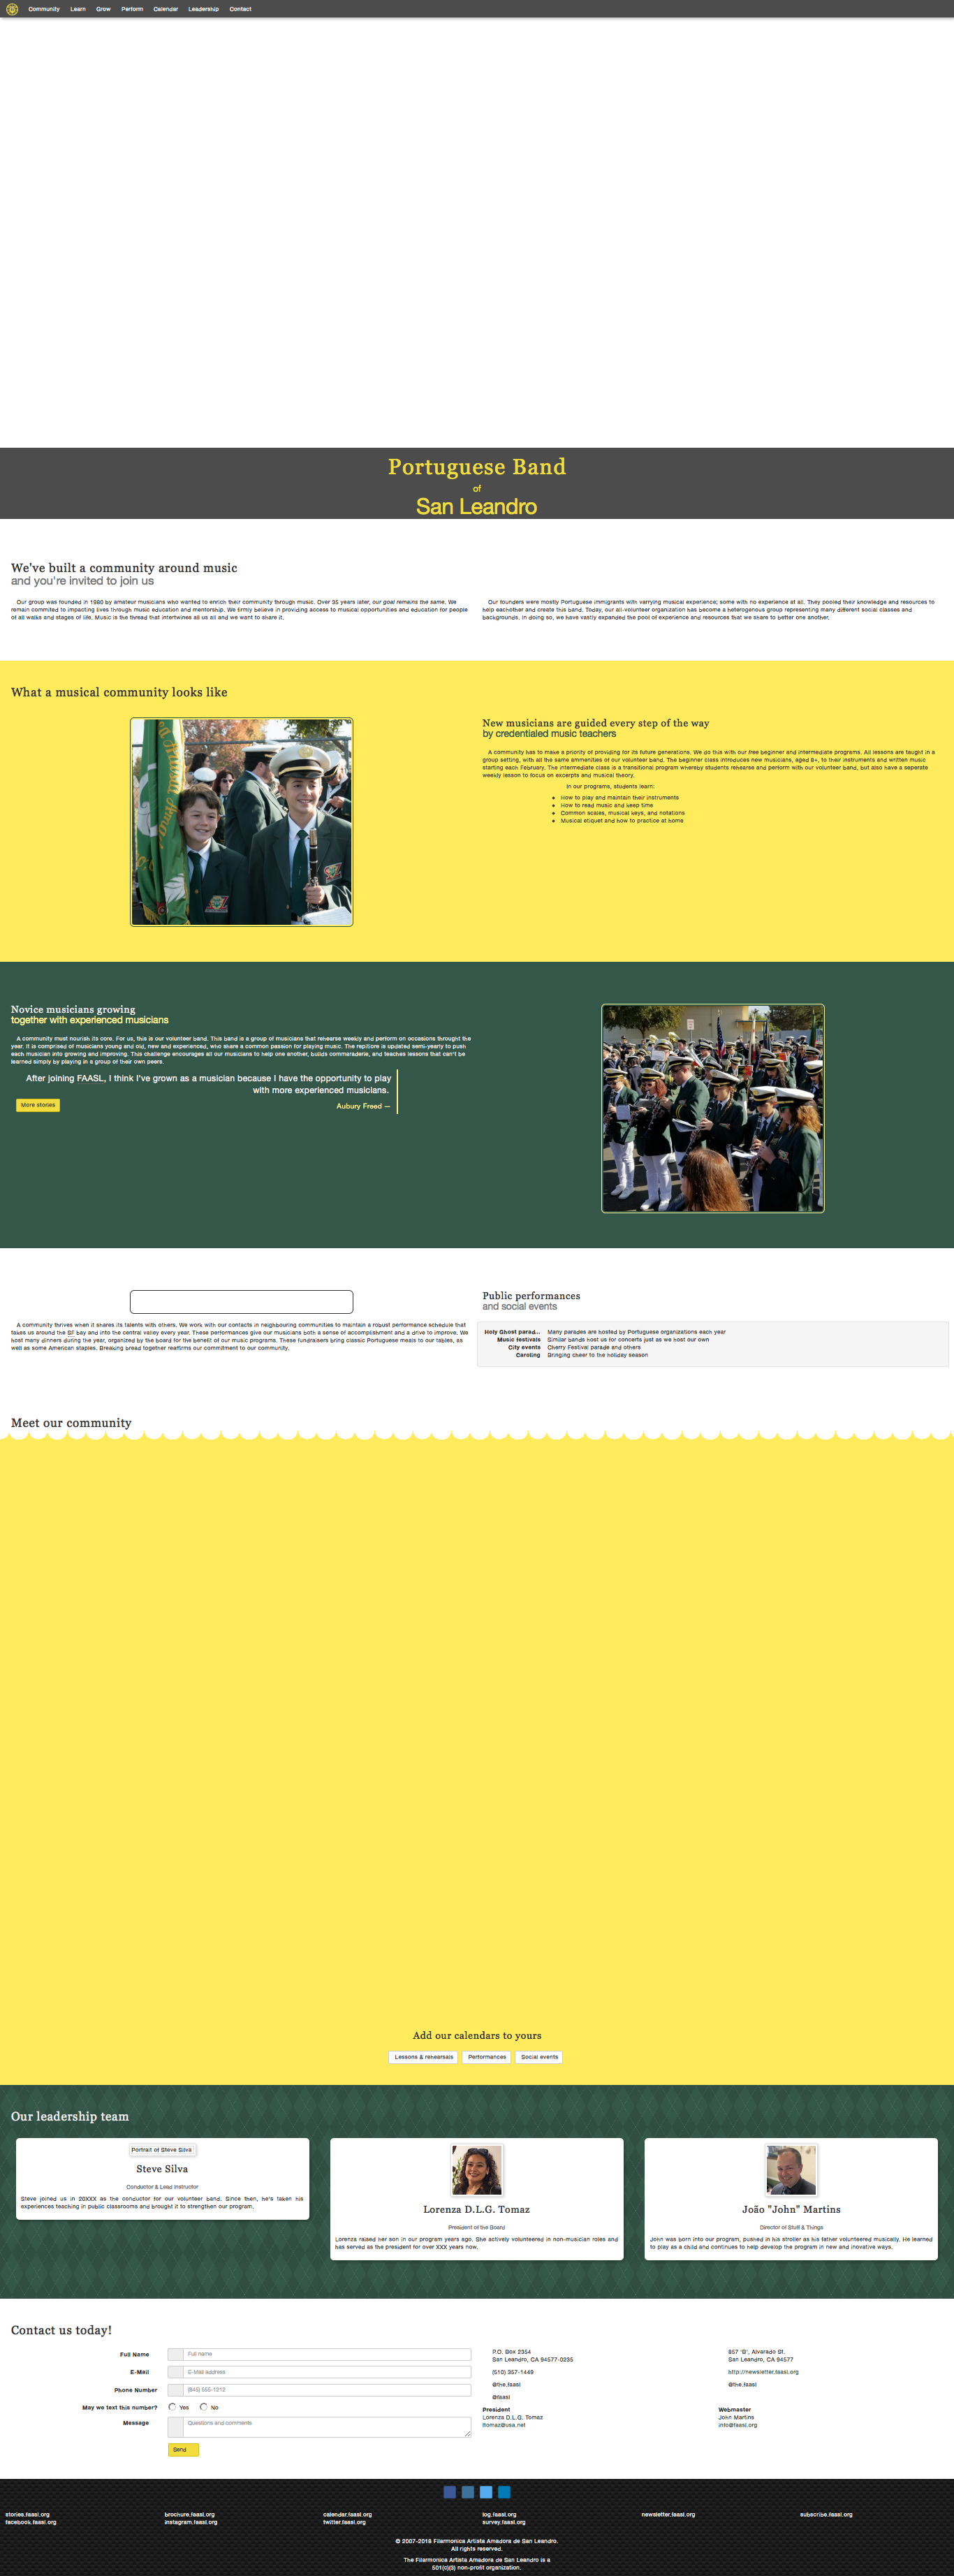 Community Learn Grow Perform Calendar Leadership Contact
Portuguese Band
of
San Leandro
We've built a community around music
and you're invited to join us
Our group was founded in 1980 by amateur musicians who wanted to enrich their community through music. Over 35 years later, our goal remains the same. We
remain commited to impacting lives through music education and mentorship. We firmly believe in providing access to musical opportunities and education for people
of all walks and stages of life. Music is the thread that intertwines all us all and we want to share it.
Our founders were mostly Portuguese immigrants with varrying musical experience; some with no experience at all. They pooled their knowledge and resources to
help eachother and create this band. Today, our all-volunteer organization has become a heterogenous group representing many different social classes and
backgrounds. In doing so, we have vastly expanded the pool of experience and resources that we share to better one another.
What a musical community looks like
New musicians are guided every step of the way
by credentialed music teachers
A community has to make a priority of providing for its future generations. We do this with our free beginner and intermediate programs. All lessons are taught in a
group setting, with all the same ammenities of our volunteer band. The beginner class introduces new musicians, aged 8+, to their instruments and written music
starting each February. The intermediate class is a transitional program whereby students rehearse and perform with our volunteer band, but also have a seperate
weekly lesson to focus on excerpts and musical theory.
In our programs, students learn:
• How to play and maintain their instruments
• How to read music and keep time
• Common scales, musical keys, and notations
• Musical etiquet and how to practice at home
Novice musicians growing
together with experienced musicians
A community must nourish its core. For us, this is our volunteer band. This band is a group of musicians that rehearse weekly and perform on occasions throught the
year. It is comprised of musicians young and old, new and experienced, who share a common passion for playing music. The repitiore is updated semi-yearly to push
each musician into growing and improving. This challenge encourages all our musicians to help one another, builds commaraderie, and teaches lessons that can't be
learned simply by playing in a group of their own peers.
After joining FAASL, I think I've grown as a musician because I have the opportunity to play
with more experienced musicians.
Aubury Freed —
More stories
A community thrives when it shares its talents with others. We work with our contacts in neighbouring communities to maintain a robust performance schedule that
takes us around the SF bay and into the central valley every year. These performances give our musicians both a sense of accomplishment and a drive to improve. We
host many dinners during the year, organized by the board for the benefit of our music programs. These fundraisers bring classic Portuguese meals to our tables, as
well as some American staples. Breaking bread together reaffirms our commitment to our community.
Public performances
and social events
Holy Ghost parad... Many parades are hosted by Portuguese organizations each year
Music festivals Similar bands host us for concerts just as we host our own
City events Cherry Festival parade and others
Caroling Bringing cheer to the holiday season
Meet our community
Add our calendars to yours
Lessons & rehearsals Performances Social events
Our leadership team
Portrait of Steve Silva
Steve Silva
Conductor & Lead Instructor
Steve joined us in 20XXX as the conductor for our volunteer band. Since then, he's taken his
experiences teaching in public classrooms and brought it to strengthen our program.
Lorenza D.L.G. Tomaz
President of the Board
Lorenza raised her son in our program years ago. She actively volunteered in non-musician roles and
has served as the president for over XXX years now.
João "John" Martins
Director of Stuff & Things
John was born into our program, pushed in his stroller as his father volunteered musically. He learned
to play as a child and continues to help develop the program in new and inovative ways.
Contact us today!
Full Name Full name
E-Mail E-Mail address
Phone Number (845) 555-1212
May we text this number? Yes No
Message Questions and comments
Send
P.O. Box 2354
San Leandro, CA 94577-0235
(510) 357-1449
@the.faasl
@faasl
857 'B', Alvarado St.
San Leandro, CA 94577
http://newsletter.faasl.org
@the.faasl
President
Lorenza D.L.G. Tomaz
ltomaz@usa.net
Webmaster
John Martins
info@faasl.org
stories.faasl.org brochure.faasl.org calendar.faasl.org log.faasl.org newsletter.faasl.org subscribe.faasl.org
facebook.faasl.org instagram.faasl.org twitter.faasl.org survey.faasl.org
© 2007-2016 Filarmonica Artista Amadora de San Leandro.
All rights reserved.
The Filarmonica Artista Amadora de San Leandro is a
501(c)(3) non-profit organization.